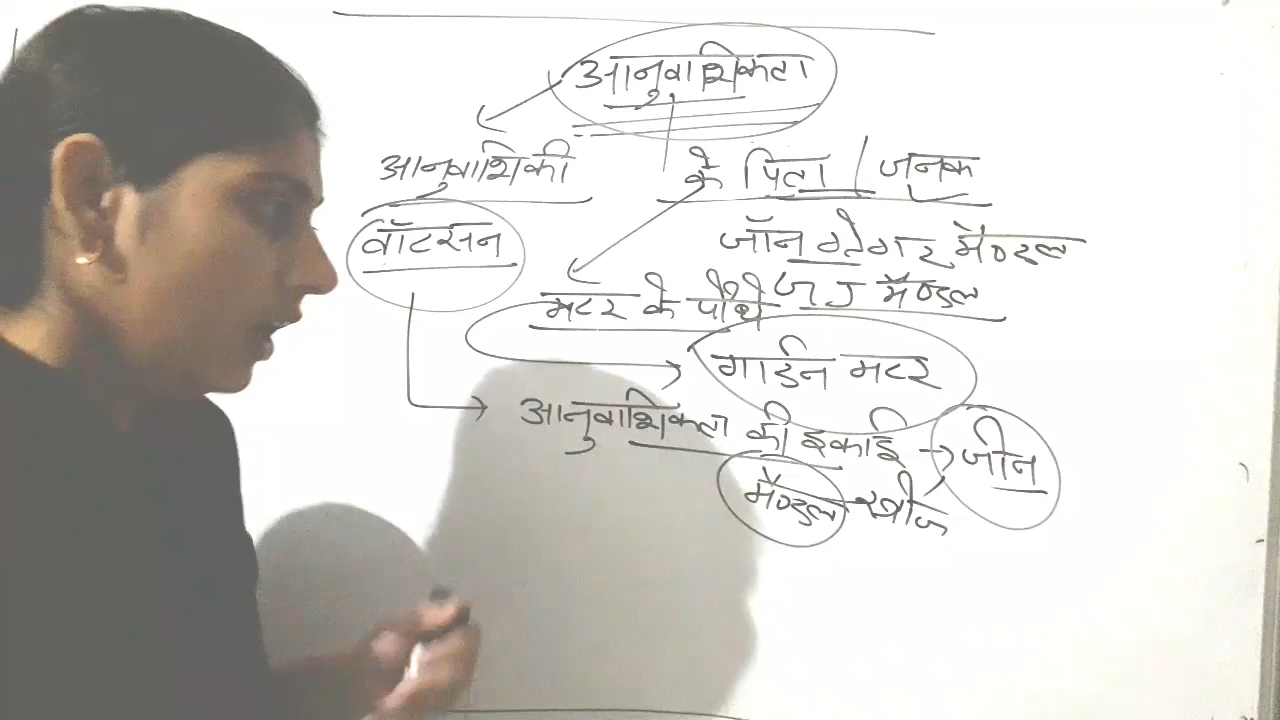 आनुवाशिकता
आनुवाशिकी
के पिता / जनक
वॉटसन
जॉन ग्रेगर मैण्डल
G J मैण्डल
मटर के पौधे
गार्डन मटर
आनुवाशिकता की इकाई → जीन
मैण्डल खोज